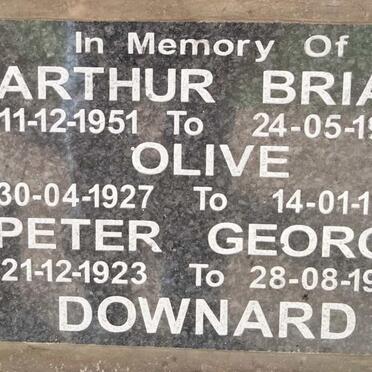 In Memory Of
ARTHUR BRIA
11-12-1951 To 24-05-19
OLIVE
30-04-1927 To 14-01-1
PETER GEORG
21-12-1923 To 28-08-19
DOWNARD